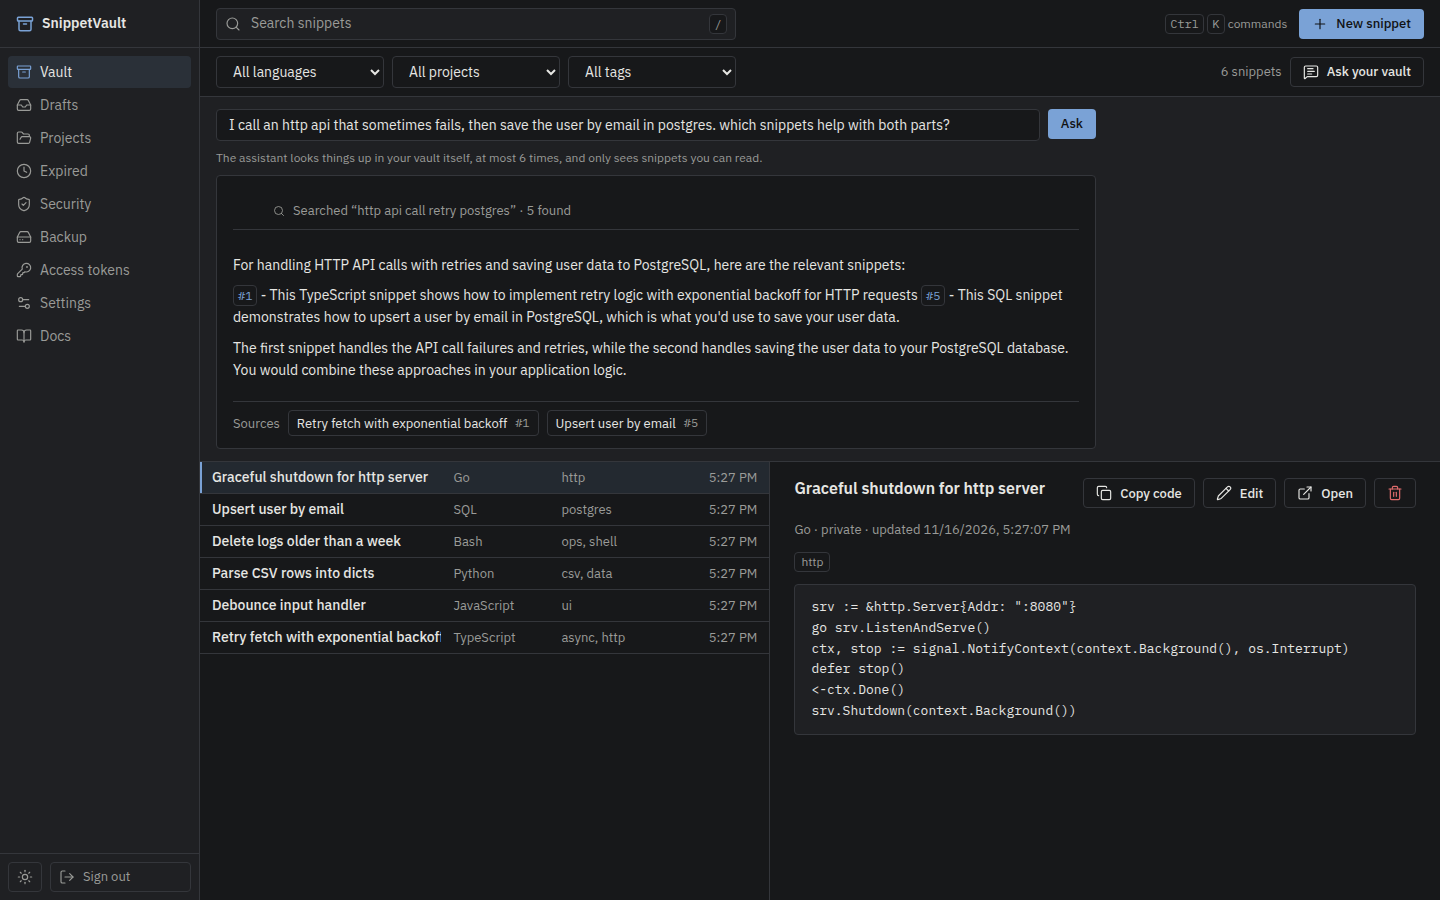 SnippetVault
Search snippets
/
Ctrl K commands
New snippet
Vault
Drafts
Projects
Expired
Security
Backup
Access tokens
Settings
Docs
Sign out
All languages
All projects
All tags
6 snippets
Ask your vault
I call an http api that sometimes fails, then save the user by email in postgres. which snippets help with both parts?
Ask
The assistant looks things up in your vault itself, at most 6 times, and only sees snippets you can read.
Searched “http api call retry postgres” · 5 found
For handling HTTP API calls with retries and saving user data to PostgreSQL, here are the relevant snippets:
#1 - This TypeScript snippet shows how to implement retry logic with exponential backoff for HTTP requests #5 - This SQL snippet
demonstrates how to upsert a user by email in PostgreSQL, which is what you'd use to save your user data.
The first snippet handles the API call failures and retries, while the second handles saving the user data to your PostgreSQL database.
You would combine these approaches in your application logic.
Sources
Retry fetch with exponential backoff #1
Upsert user by email #5
Graceful shutdown for http server Go http 5:27 PM
Upsert user by email SQL postgres 5:27 PM
Delete logs older than a week Bash ops, shell 5:27 PM
Parse CSV rows into dicts Python csv, data 5:27 PM
Debounce input handler JavaScript ui 5:27 PM
Retry fetch with exponential backoff TypeScript async, http 5:27 PM
Graceful shutdown for http server
Copy code
Edit
Open
Go · private · updated 11/16/2026, 5:27:07 PM
http
srv := &http.Server{Addr: ":8080"}
go srv.ListenAndServe()
ctx, stop := signal.NotifyContext(context.Background(), os.Interrupt)
defer stop()
<-ctx.Done()
srv.Shutdown(context.Background())